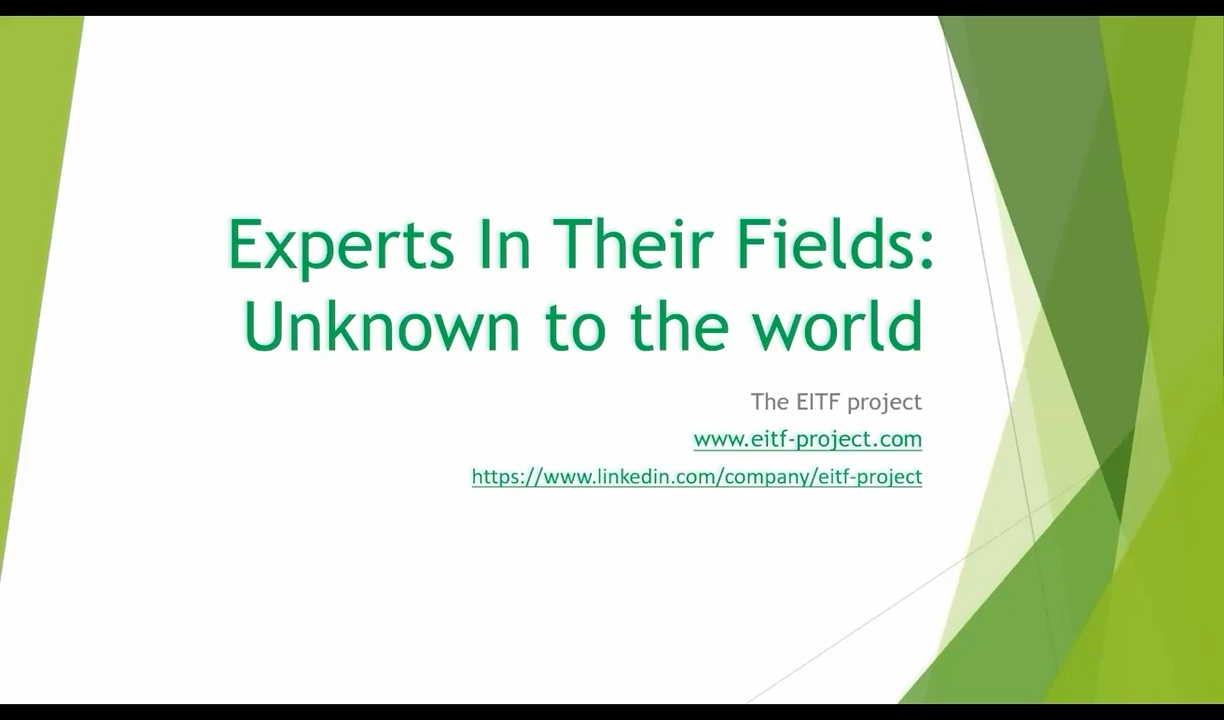 Experts In Their Fields:
Unknown to the world
The EITF project
www.eitf-project.com
https://www.linkedin.com/company/eitf-project